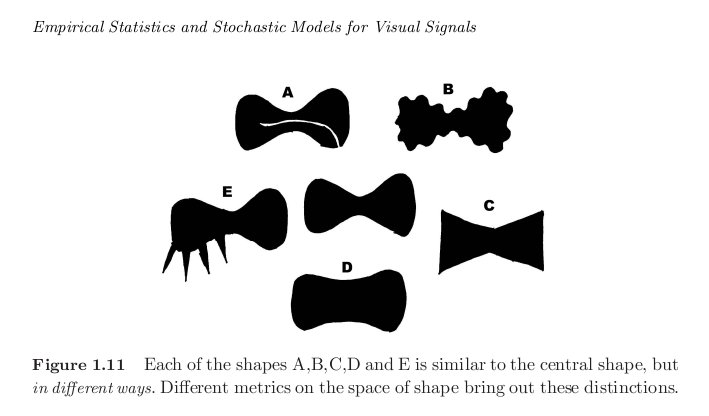 Empirical Statistics and Stochastic Models for Visual Signals
A
B
E
C
D
Figure 1.11 Each of the shapes A,B,C,D and E is similar to the central shape, but
in different ways. Different metrics on the space of shape bring out these distinctions.